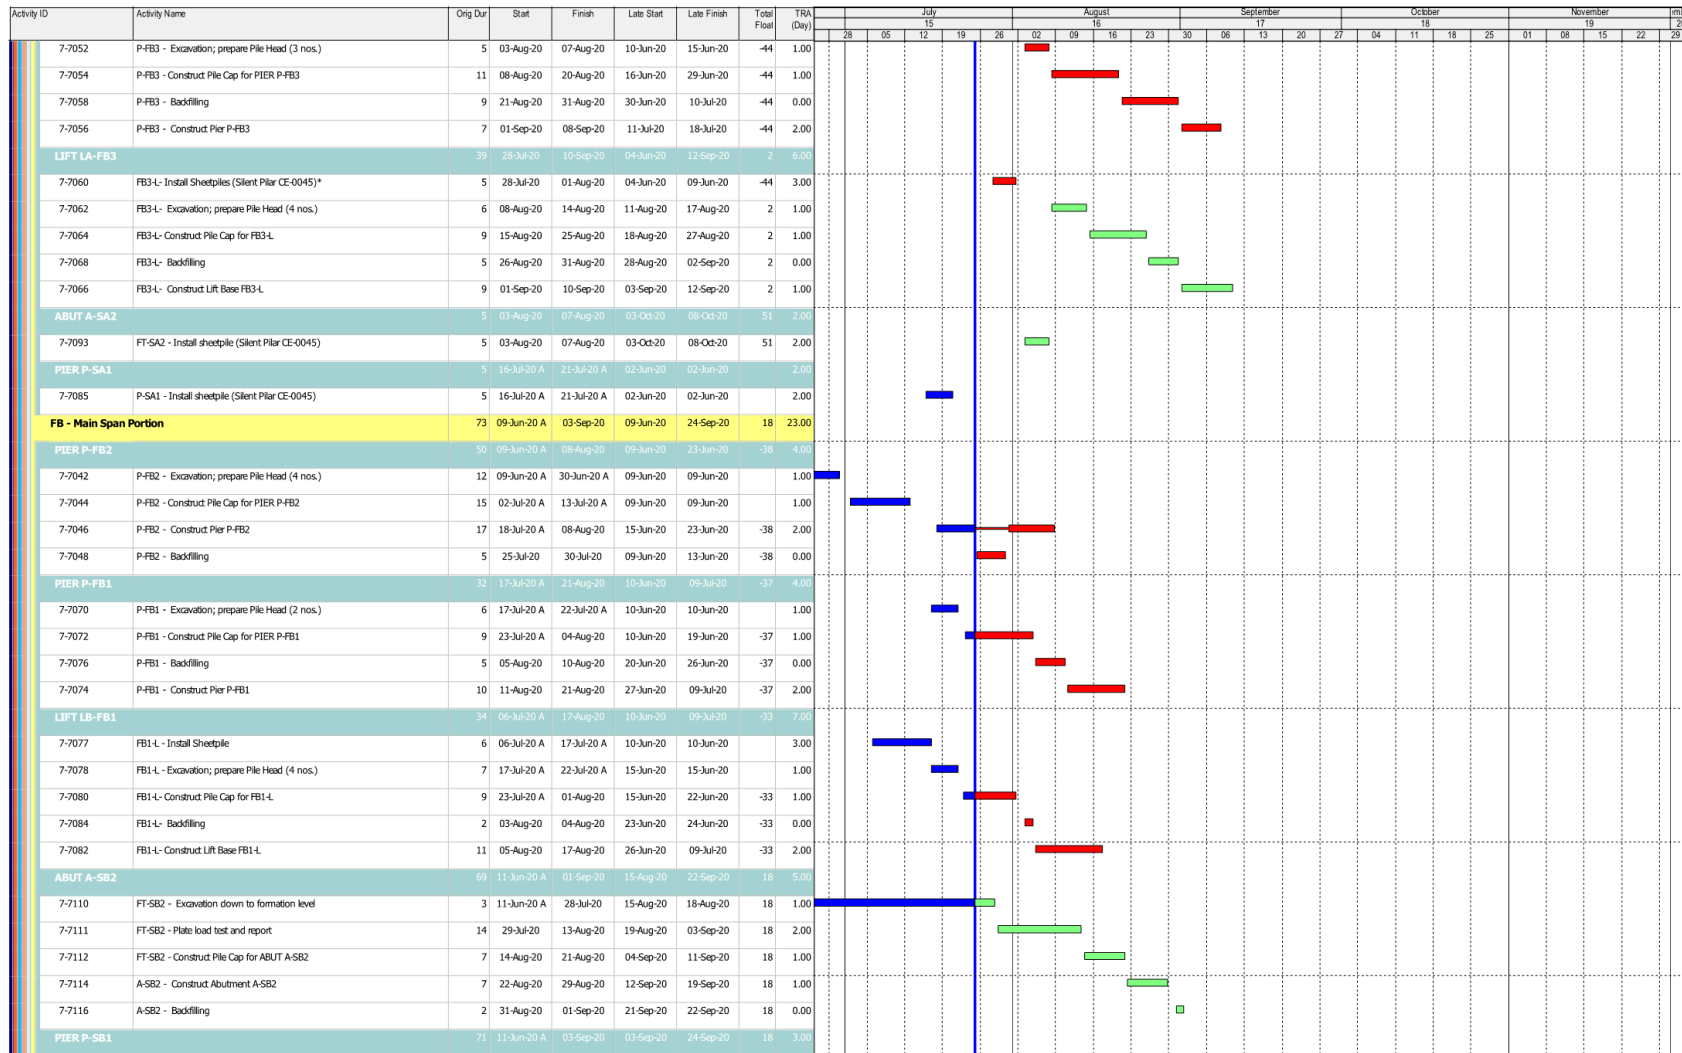 Activity ID Activity Name Orig Dur Start Finish Late Start Late Finish Total Float TRA (Day) July August September October November
15 16 17 18 19
28 05 12 19 26 02 09 16 23 30 06 13 20 27 04 11 18 25 01 08 15 22 29
7-7052 P-FB3 - Excavation; prepare Pile Head (3 nos.) 5 03-Aug-20 07-Aug-20 10-Jun-20 15-Jun-20 -44 1.00
7-7054 P-FB3 - Construct Pile Cap for PIER P-FB3 11 08-Aug-20 20-Aug-20 16-Jun-20 29-Jun-20 -44 1.00
7-7058 P-FB3 - Backfilling 9 21-Aug-20 31-Aug-20 30-Jun-20 10-Jul-20 -44 0.00
7-7056 P-FB3 - Construct Pier P-FB3 7 01-Sep-20 08-Sep-20 11-Jul-20 18-Jul-20 -44 2.00
LIFT LA-FB3 39 28-Jul-20 10-Sep-20 04-Jun-20 12-Sep-20 2 6.00
7-7060 FB3-L- Install Sheetpiles (Silent Pilar CE-0045)* 5 28-Jul-20 01-Aug-20 04-Jun-20 09-Jun-20 -44 3.00
7-7062 FB3-L- Excavation; prepare Pile Head (4 nos.) 6 08-Aug-20 14-Aug-20 11-Aug-20 17-Aug-20 2 1.00
7-7064 FB3-L- Construct Pile Cap for FB3-L 9 15-Aug-20 25-Aug-20 18-Aug-20 27-Aug-20 2 1.00
7-7068 FB3-L- Backfilling 5 26-Aug-20 31-Aug-20 28-Aug-20 02-Sep-20 2 0.00
7-7066 FB3-L- Construct Lift Base FB3-L 9 01-Sep-20 10-Sep-20 03-Sep-20 12-Sep-20 2 1.00
ABUT A-SA2 5 03-Aug-20 07-Aug-20 03-Oct-20 08-Oct-20 51 2.00
7-7093 FT-SA2 - Install sheetpile (Silent Pilar CE-0045) 5 03-Aug-20 07-Aug-20 03-Oct-20 08-Oct-20 51 2.00
PIER P-SA1 5 16-Jul-20 A 21-Jul-20 A 02-Jun-20 02-Jun-20 2.00
7-7085 P-SA1 - Install sheetpile (Silent Pilar CE-0045) 5 16-Jul-20 A 21-Jul-20 A 02-Jun-20 02-Jun-20 2.00
FB - Main Span Portion 73 09-Jun-20 A 03-Sep-20 09-Jun-20 24-Sep-20 18 23.00
PIER P-FB2 50 09-Jun-20 A 08-Aug-20 09-Jun-20 23-Jun-20 -38 4.00
7-7042 P-FB2 - Excavation; prepare Pile Head (4 nos.) 12 09-Jun-20 A 30-Jun-20 A 09-Jun-20 09-Jun-20 1.00
7-7044 P-FB2 - Construct Pile Cap for PIER P-FB2 15 02-Jul-20 A 13-Jul-20 A 09-Jun-20 09-Jun-20 1.00
7-7046 P-FB2 - Construct Pier P-FB2 17 18-Jul-20 A 08-Aug-20 15-Jun-20 23-Jun-20 -38 2.00
7-7048 P-FB2 - Backfilling 5 25-Jul-20 30-Jul-20 09-Jun-20 13-Jun-20 -38 0.00
PIER P-FB1 32 17-Jul-20 A 21-Aug-20 10-Jun-20 09-Jul-20 -37 4.00
7-7070 P-FB1 - Excavation; prepare Pile Head (2 nos.) 6 17-Jul-20 A 22-Jul-20 A 10-Jun-20 10-Jun-20 1.00
7-7072 P-FB1 - Construct Pile Cap for PIER P-FB1 9 23-Jul-20 A 04-Aug-20 10-Jun-20 19-Jun-20 -37 1.00
7-7076 P-FB1 - Backfilling 5 05-Aug-20 10-Aug-20 20-Jun-20 26-Jun-20 -37 0.00
7-7074 P-FB1 - Construct Pier P-FB1 10 11-Aug-20 21-Aug-20 27-Jun-20 09-Jul-20 -37 2.00
LIFT LB-FB1 34 06-Jul-20 A 17-Aug-20 10-Jun-20 09-Jul-20 -33 7.00
7-7077 FB1-L - Install Sheetpile 6 06-Jul-20 A 17-Jul-20 A 10-Jun-20 10-Jun-20 3.00
7-7078 FB1-L - Excavation; prepare Pile Head (4 nos.) 7 17-Jul-20 A 22-Jul-20 A 15-Jun-20 15-Jun-20 1.00
7-7080 FB1-L- Construct Pile Cap for FB1-L 9 23-Jul-20 A 01-Aug-20 15-Jun-20 22-Jun-20 -33 1.00
7-7084 FB1-L- Backfilling 2 03-Aug-20 04-Aug-20 23-Jun-20 24-Jun-20 -33 0.00
7-7082 FB1-L- Construct Lift Base FB1-L 11 05-Aug-20 17-Aug-20 26-Jun-20 09-Jul-20 -33 2.00
ABUT A-SB2 69 11-Jun-20 A 01-Sep-20 15-Aug-20 22-Sep-20 18 5.00
7-7110 FT-SB2 - Excavation down to formation level 3 11-Jun-20 A 28-Jul-20 15-Aug-20 18-Aug-20 18 1.00
7-7111 FT-SB2 - Plate load test and report 14 29-Jul-20 13-Aug-20 19-Aug-20 03-Sep-20 18 2.00
7-7112 FT-SB2 - Construct Pile Cap for ABUT A-SB2 7 14-Aug-20 21-Aug-20 04-Sep-20 11-Sep-20 18 1.00
7-7114 A-SB2 - Construct Abutment A-SB2 7 22-Aug-20 29-Aug-20 12-Sep-20 19-Sep-20 18 1.00
7-7116 A-SB2 - Backfilling 2 31-Aug-20 01-Sep-20 21-Sep-20 22-Sep-20 18 0.00
PIER P-SB1 71 11-Jun-20 A 03-Sep-20 03-Sep-20 24-Sep-20 18 3.00